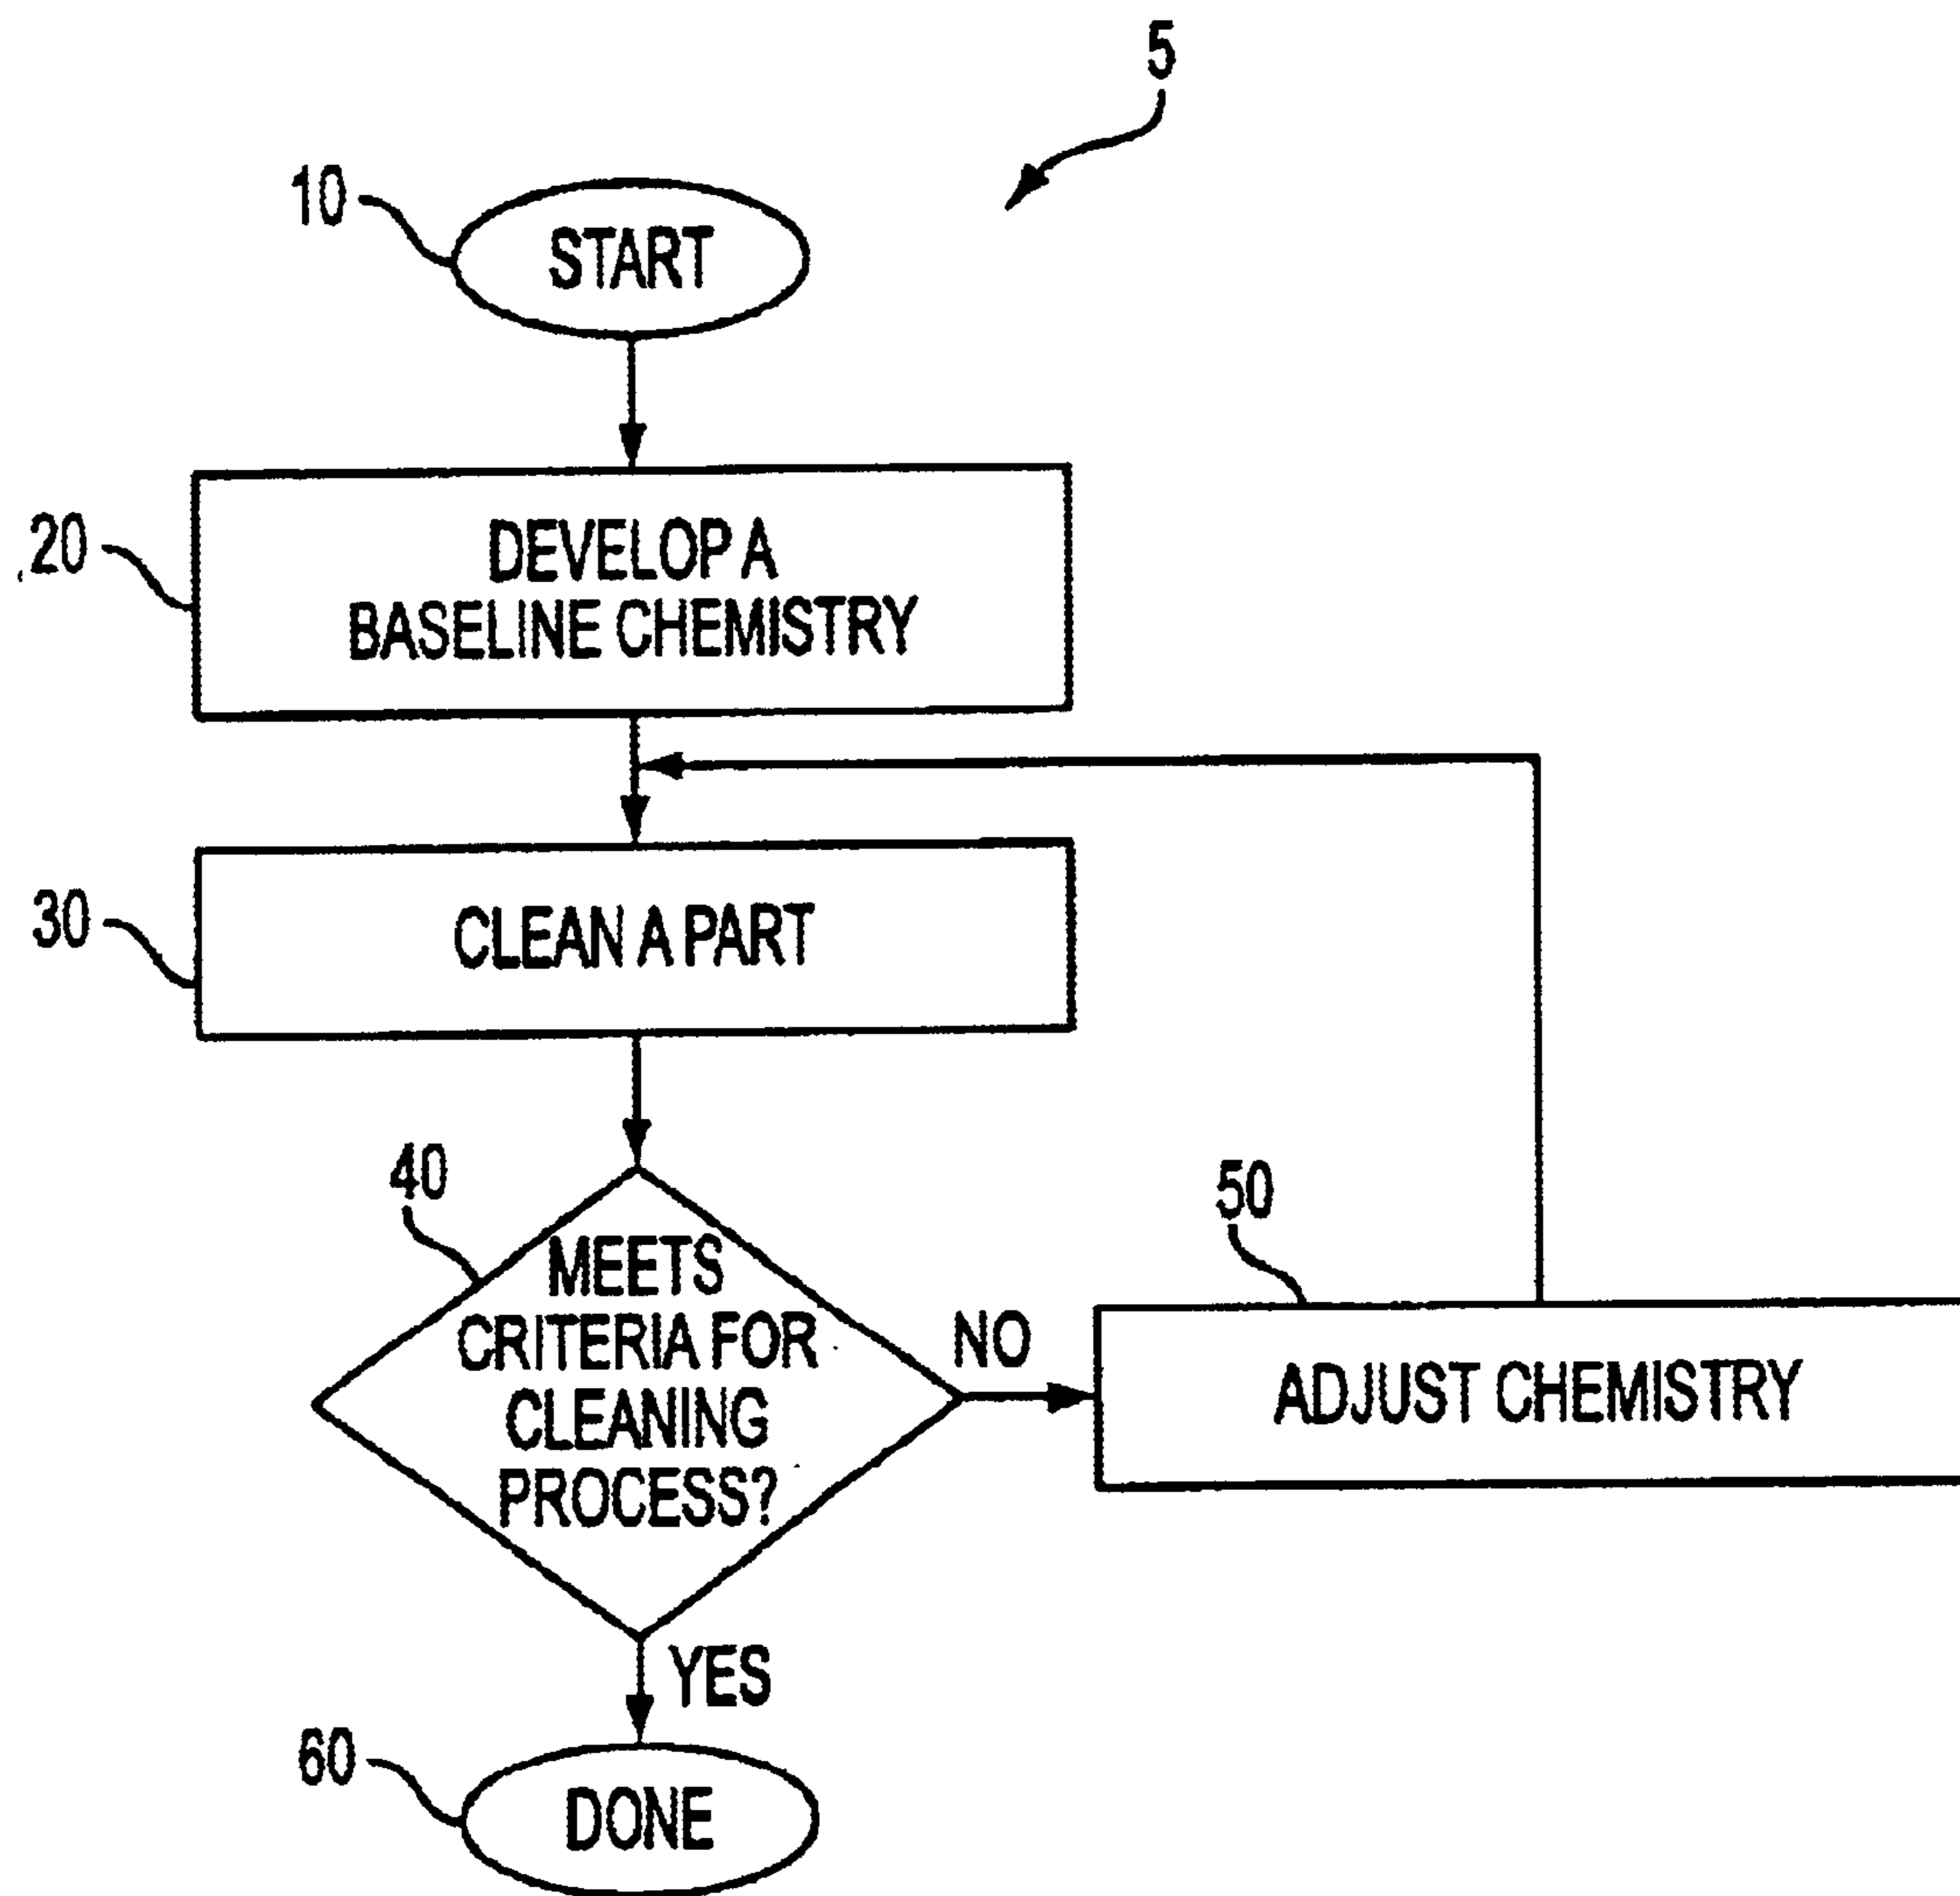 5
10
START
20
DEVELOP A
BASELINE CHEMISTRY
30
CLEAN A PART
40
MEETS
CRITERIA FOR
CLEANING
PROCESS?
NO
50
ADJUST CHEMISTRY
YES
60
DONE